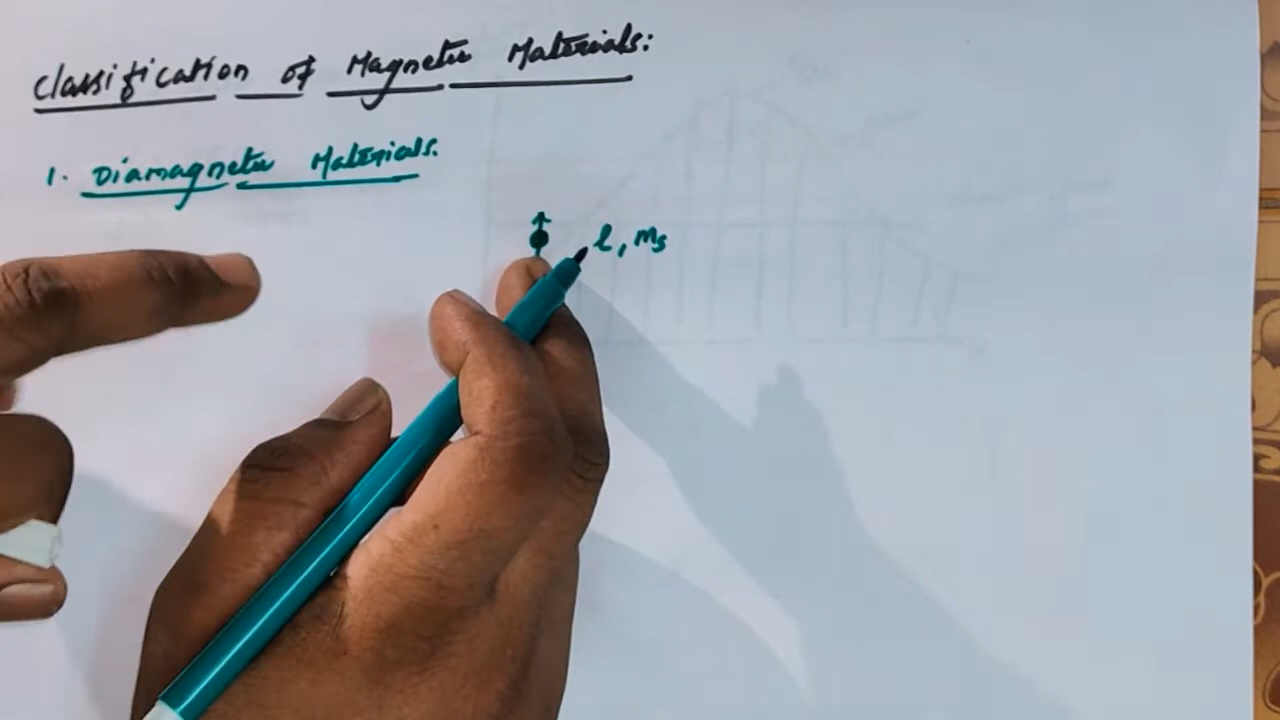 Classification of Magnetic Materials:
1. Diamagnetic Materials.
l, ms